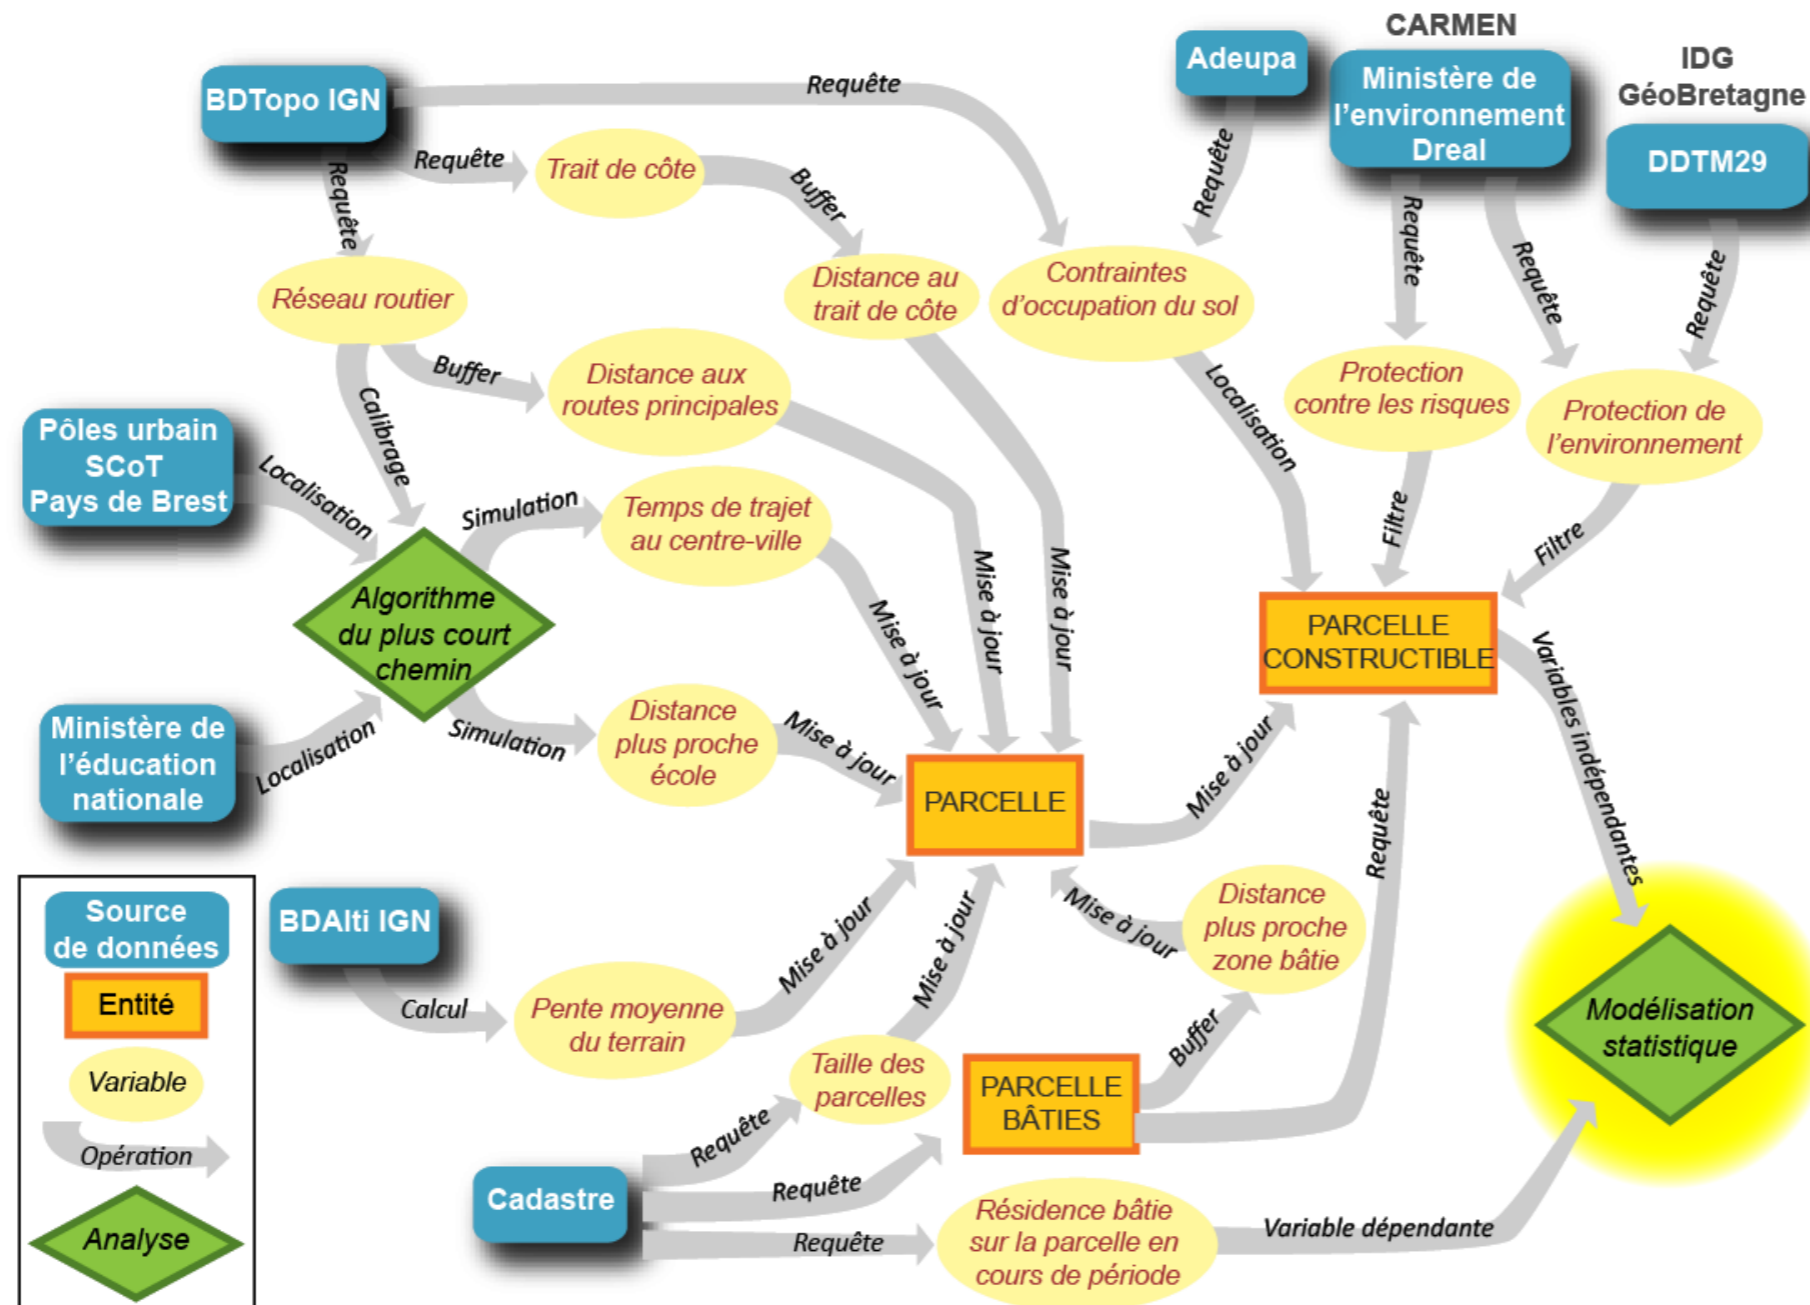 CARMEN
IDG
GéoBretagne
Adeupa
Ministère de
l'environnement
Dreal
DDTM29
BDTopo IGN
Requête
Requête
Requête
Requête
Requête
Requête
Requête
Trait de côte
Buffer
Réseau routier
Distance au
trait de côte
Contraintes
d'occupation du sol
Buffer
Calibrage
Distance aux
routes principales
Localisation
Protection
contre les risques
Protection de
l'environnement
Pôles urbain
SCoT
Pays de Brest
Localisation
Simulation
Temps de trajet
au centre-ville
Mise à jour
Mise à jour
Mise à jour
Filtre
Filtre
Algorithme
du plus court
chemin
PARCELLE
CONSTRUCTIBLE
Variables indépendantes
Ministère de
l'éducation
nationale
Localisation
Simulation
Distance
plus proche
école
Mise à jour
PARCELLE
Mise à jour
Requête
BDAlti IGN
Calcul
Pente moyenne
du terrain
Mise à jour
Mise à jour
Mise à jour
Distance
plus proche
zone bâtie
Buffer
Taille des
parcelles
PARCELLE
BÂTIES
Modélisation
statistique
Cadastre
Requête
Requête
Requête
Résidence bâtie
sur la parcelle en
cours de période
Variable dépendante
Source
de données
Entité
Variable
Opération
Analyse